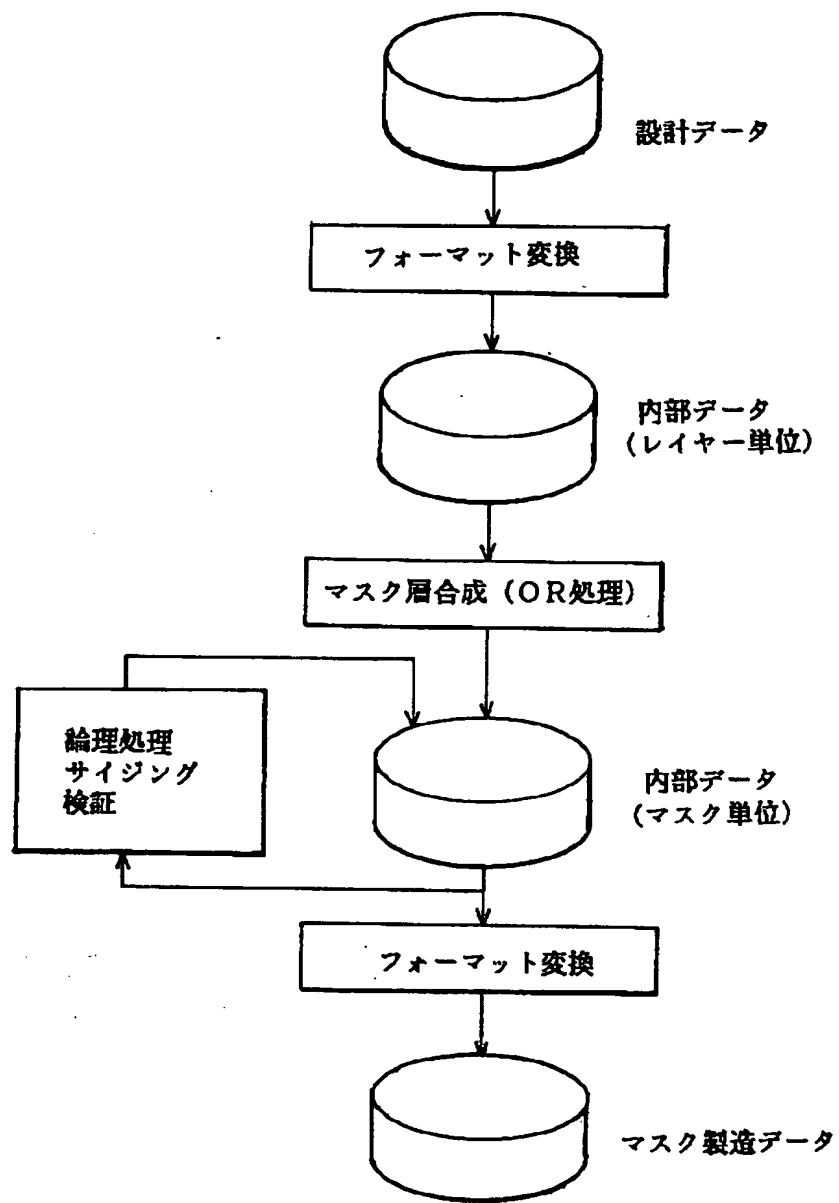 設計データ
フォーマット変換
内部データ
(レイヤー単位)
マスク層合成（OR処理）
論理処理
サイジング
検証
内部データ
(マスク単位)
フォーマット変換
マスク製造データ